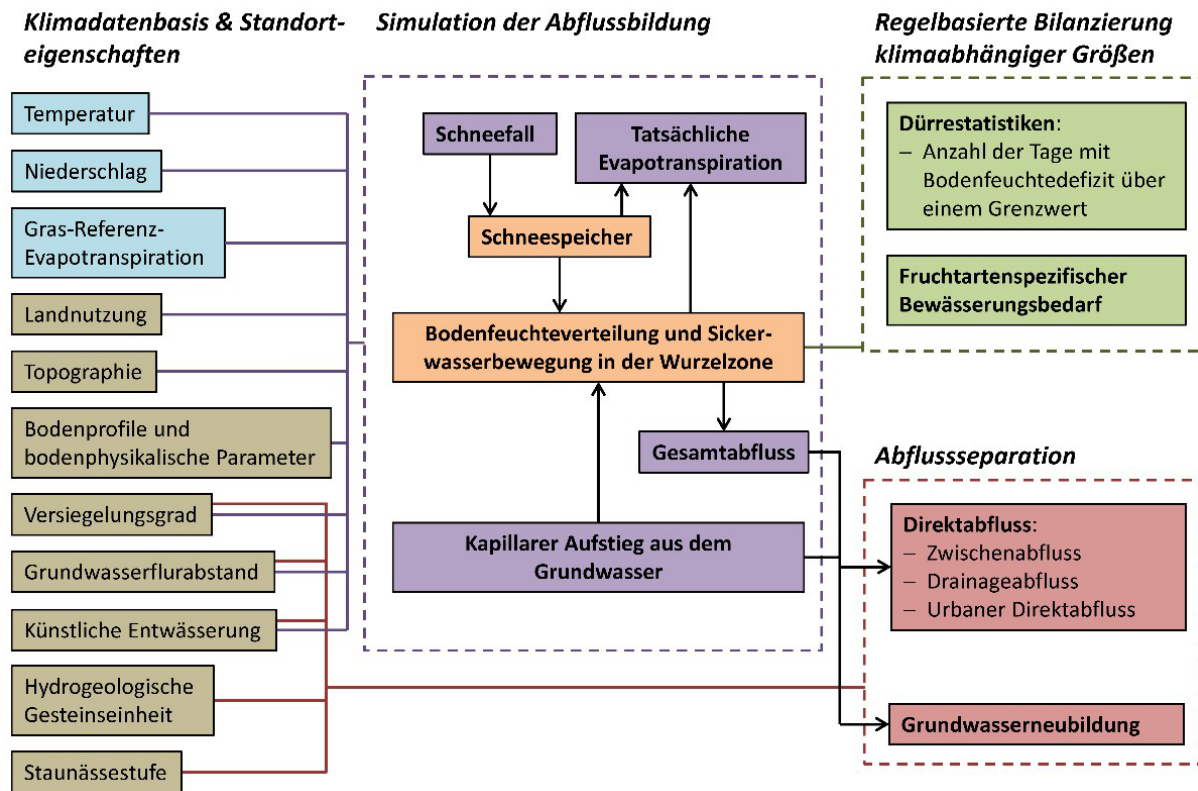 Klimadatenbasis & Standort-
eigenschaften
Temperatur
Niederschlag
Gras-Referenz-
Evapotranspiration
Landnutzung
Topographie
Bodenprofile und
bodenphysikalische Parameter
Versiegelungsgrad
Grundwasserflurabstand
Künstliche Entwässerung
Hydrogeologische
Gesteinseinheit
Staunässestufe
Simulation der Abflussbildung
Schneefall
Tatsächliche
Evapotranspiration
Schneespeicher
Bodenfeuchteverteilung und Sicker-
wasserbewegung in der Wurzelzone
Gesamtabfluss
Kapillarer Aufstieg aus dem
Grundwasser
Regelbasierte Bilanzierung
klimaabhängiger Größen
Dürrestatistiken:
– Anzahl der Tage mit
Bodenfeuchtedefizit über
einem Grenzwert
Fruchtartenspezifischer
Bewässerungsbedarf
Abflussseparation
Direktabfluss:
– Zwischenabfluss
– Drainageabfluss
– Urbaner Direktabfluss
Grundwasserneubildung